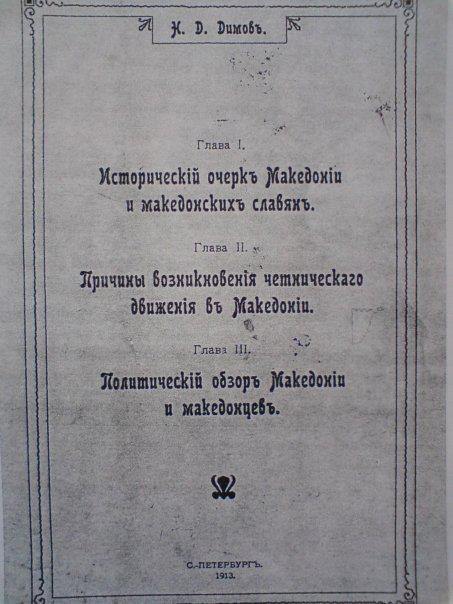 Н. D. Димовъ.
Глава I.
Историческій очеркъ Македоніи
и македонскихъ славянъ.
Глава II.
Причины возникновенія четническаго
движенія въ Македоніи.
Глава III.
Политическій обзоръ Македоніи
и македонцевъ.
С.-ПЕТЕРБУРГЪ.
1913.